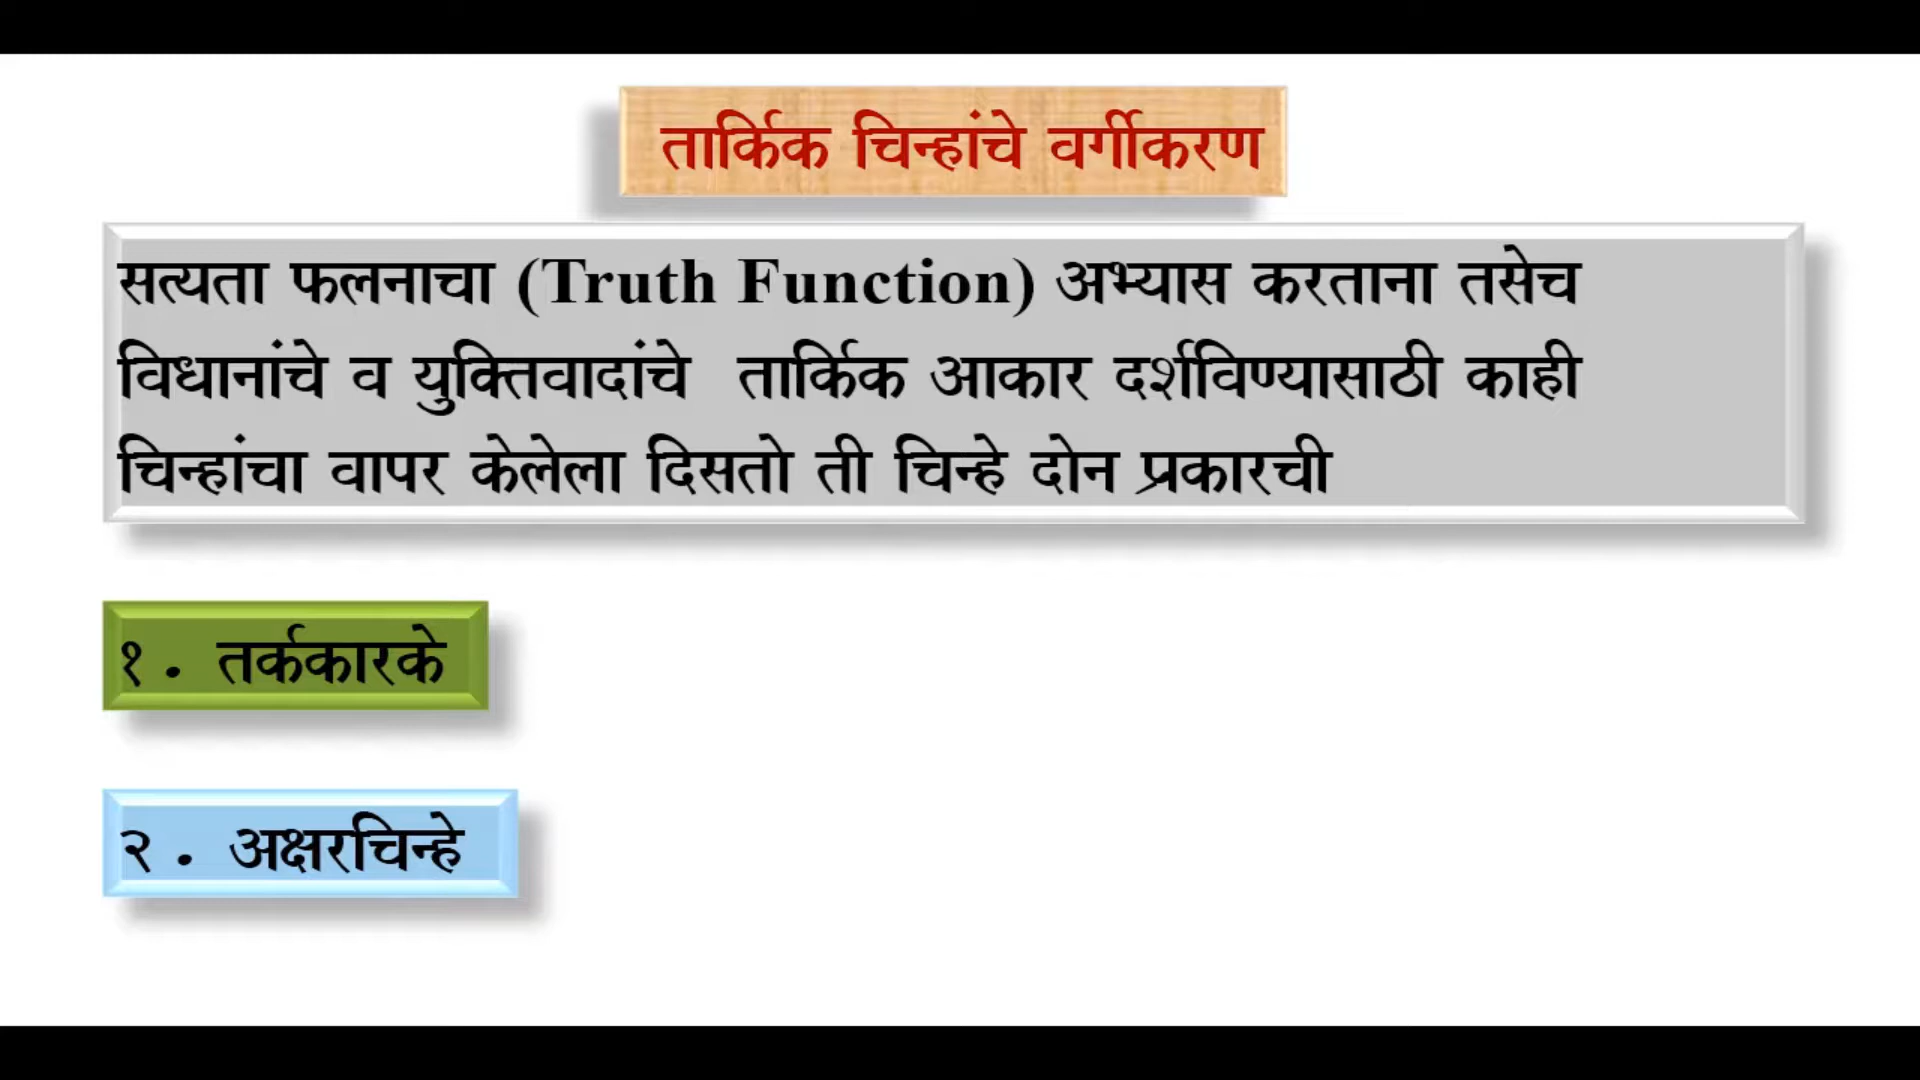 तार्किक चिन्हांचे वर्गीकरण
सत्यता फलनाचा (Truth Function) अभ्यास करताना तसेच
विधानांचे व युक्तिवादांचे तार्किक आकार दर्शविण्यासाठी काही
चिन्हांचा वापर केलेला दिसतो ती चिन्हे दोन प्रकारची
१. तर्ककारके
२. अक्षरचिन्हे